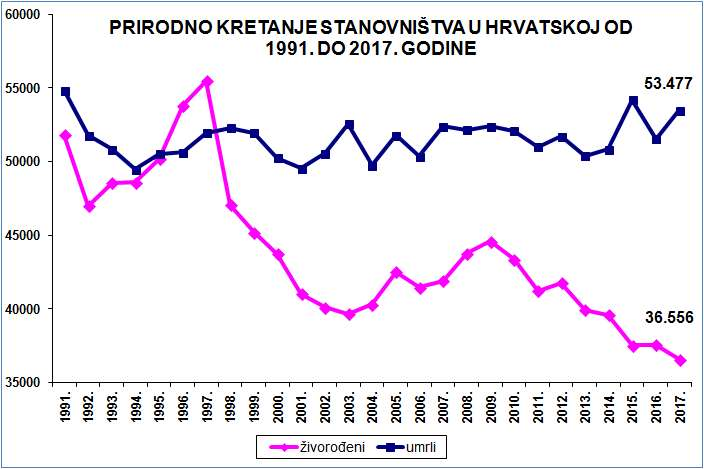 PRIRODNO KRETANJE STANOVNIŠTVA U HRVATSKOJ OD
1991. DO 2017. GODINE
60000
55000
50000
45000
40000
35000
53.477
36.556
1991. 1992. 1993. 1994. 1995. 1996. 1997. 1998. 1999. 2000. 2001. 2002. 2003. 2004. 2005. 2006. 2007. 2008. 2009. 2010. 2011. 2012. 2013. 2014. 2015. 2016. 2017.
živorođeni umrli